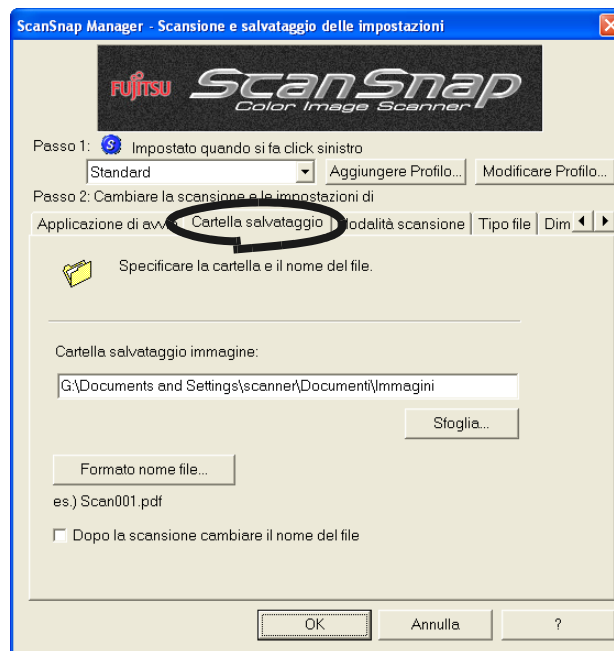 ScanSnap Manager - Scansione e salvataggio delle impostazioni
FUJITSU ScanSnap
Color Image Scanner
Passo 1: S Impostato quando si fa click sinistro
Standard Aggiungere Profilo... Modificare Profilo...
Passo 2: Cambiare la scansione e le impostazioni di
Applicazione di avvio Cartella salvataggio Modalità scansione Tipo file Dim
Specificare la cartella e il nome del file.
Cartella salvataggio immagine:
G:\Documents and Settings\scanner\Documenti\Immagini
Sfoglia...
Formato nome file...
es.) Scan001.pdf
Dopo la scansione cambiare il nome del file
OK Annulla ?